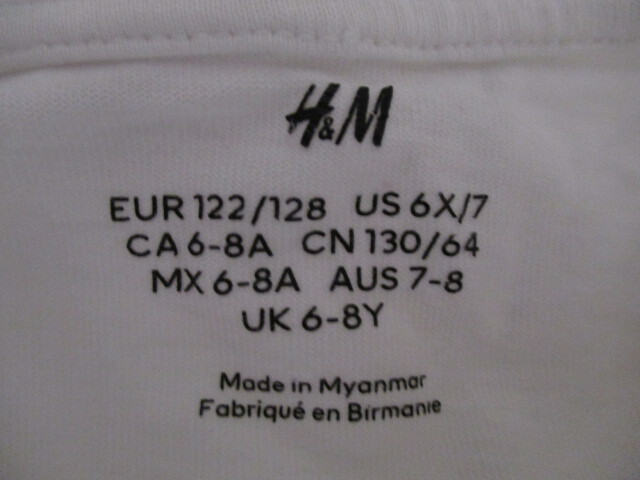 H&M
EUR 122/128 US 6X/7
CA 6-8A CN 130/64
MX 6-8A AUS 7-8
UK 6-8Y
Made in Myanmar
Fabriqué en Birmanie